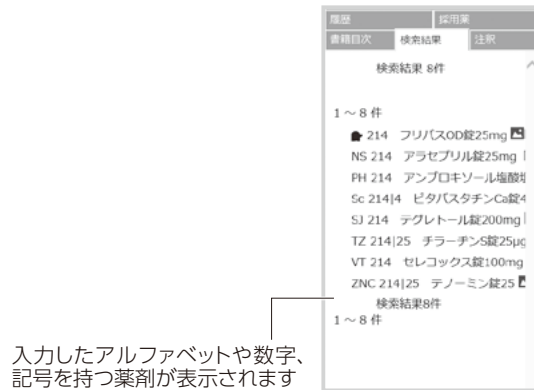 履歴 採用薬
書籍目次 検索結果 注釈
検索結果 8件
1～8 件
214 フリバスOD錠25mg
NS 214 アラセプリル錠25mg
PH 214 アンブロキソール塩酸塩
Sc 214|4 ピタバスタチンCa錠4
SJ 214 テグレトール錠200mg
TZ 214|25 チラーヂンS錠25μg
VT 214 セレコックス錠100mg
ZNC 214|25 テノーミン錠25
検索結果8件
1～8 件
入力したアルファベットや数字、
記号を持つ薬剤が表示されます